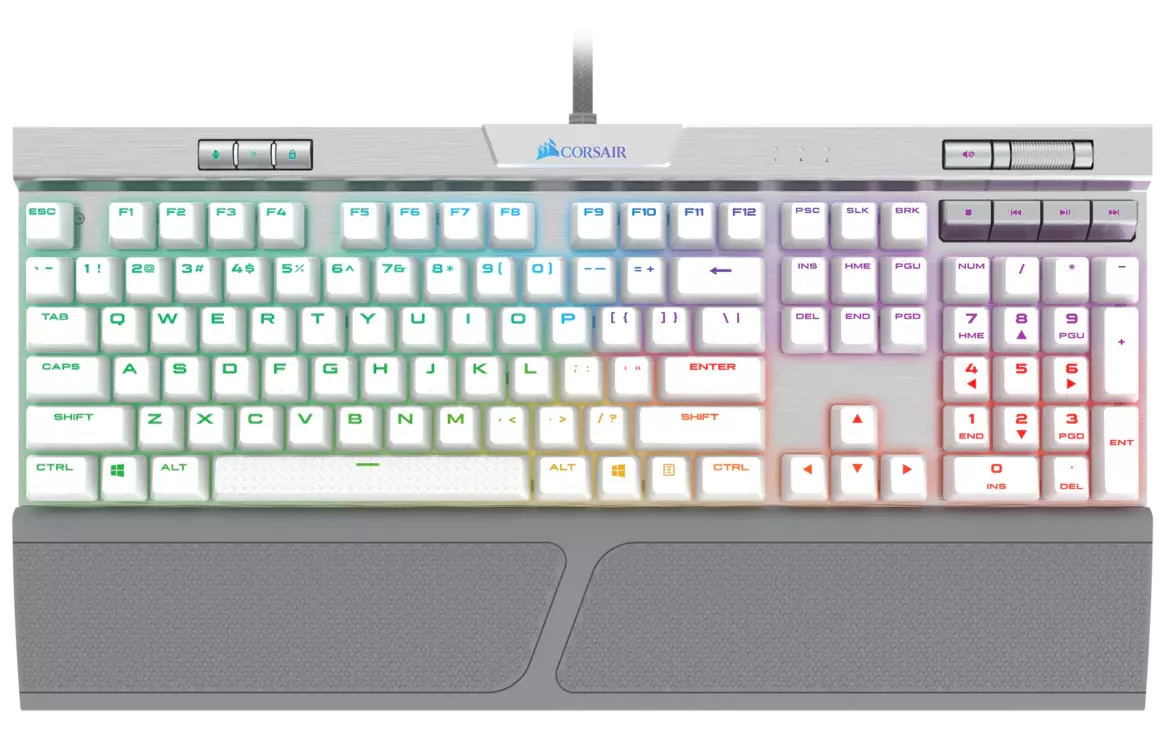 CORSAIR
ESC F1 F2 F3 F4 F5 F6 F7 F8 F9 F10 F11 F12 PSC SLK BRK
` ~ 1 ! 2 @ 3 # 4 $ 5 % 6 ^ 7 & 8 * 9 ( 0 ) - – = + ← INS HME PGU NUM / * -
TAB Q W E R T Y U I O P [ { ] } \ | DEL END PGD 7 HME 8 ▲ 9 PGU +
CAPS A S D F G H J K L ; : ' " ENTER 4 ◀ 5 6 ▶
SHIFT Z X C V B N M , < . > / ? SHIFT ▲ 1 END 2 ▼ 3 PGD ENT
CTRL ALT ALT CTRL ◀ ▼ ▶ 0 INS . DEL